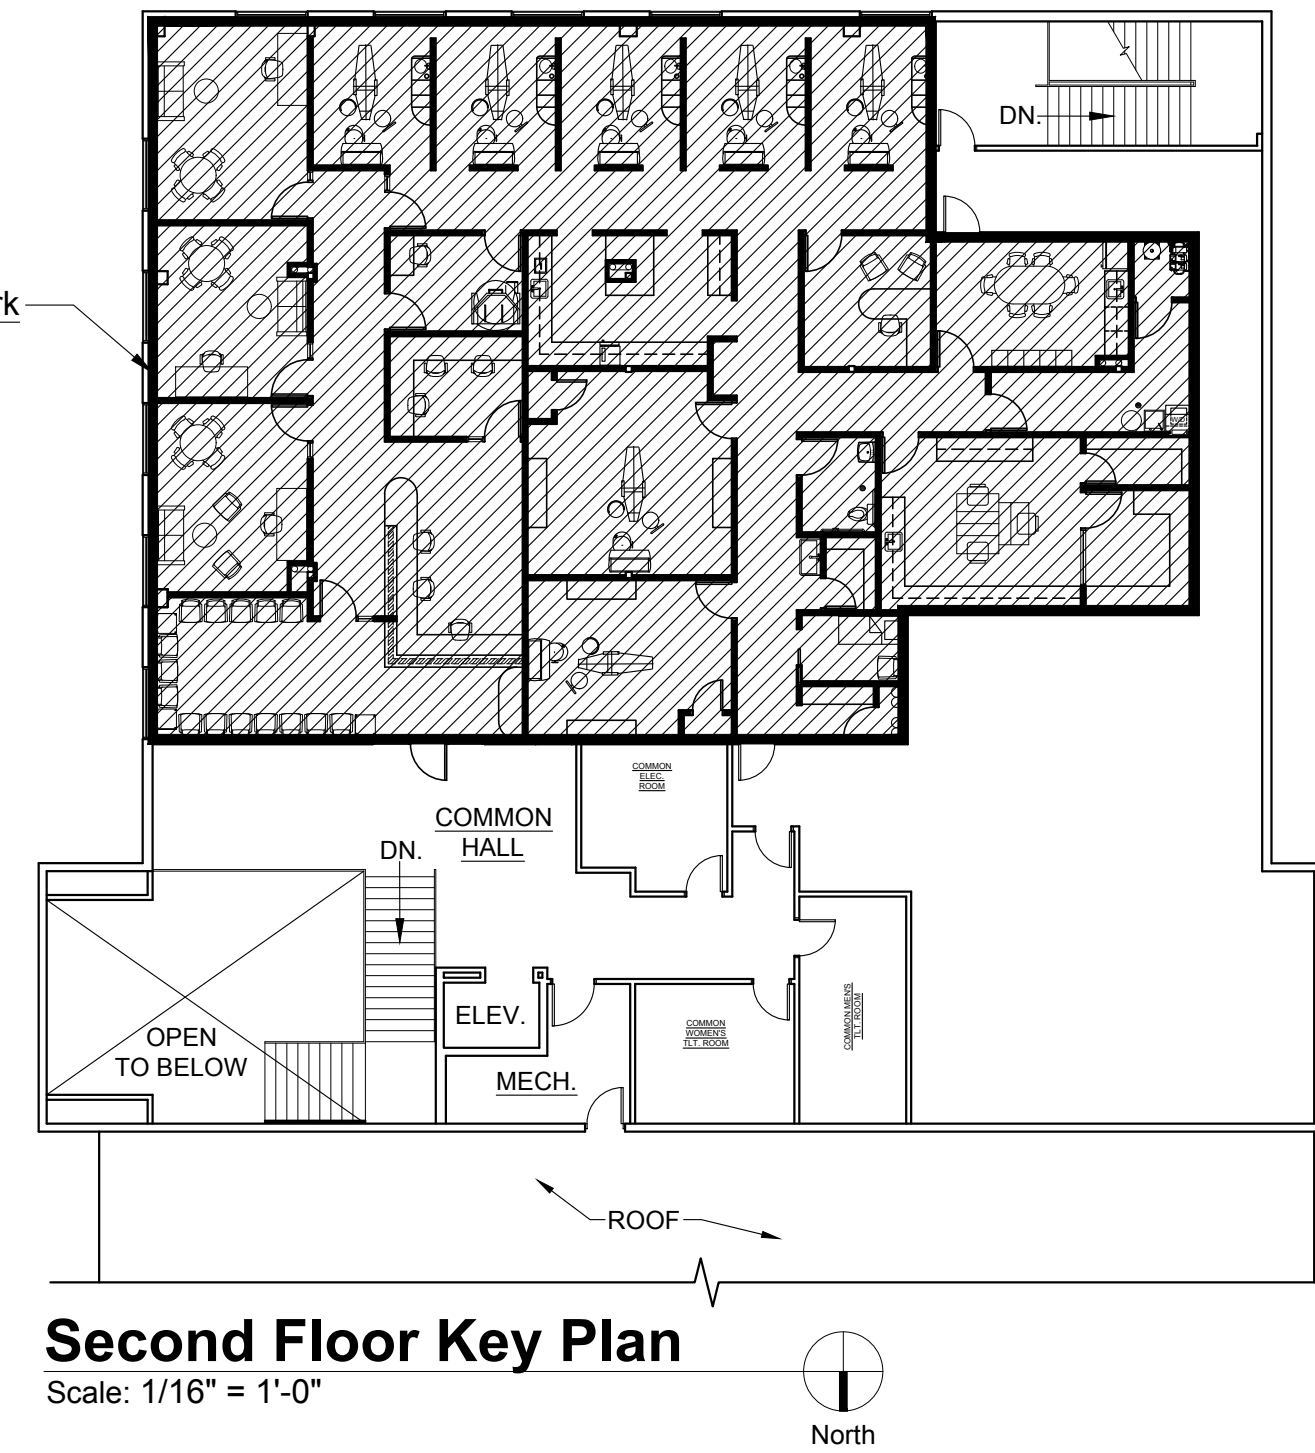 DN.
rk
COMMON
ELEC.
ROOM
COMMON
HALL
DN.
ELEV.
OPEN
TO BELOW
MECH.
COMMON
WOMEN'S
TLT. ROOM
COMMON MEN'S
TLT. ROOM
ROOF
Second Floor Key Plan
Scale: 1/16" = 1'-0"
North